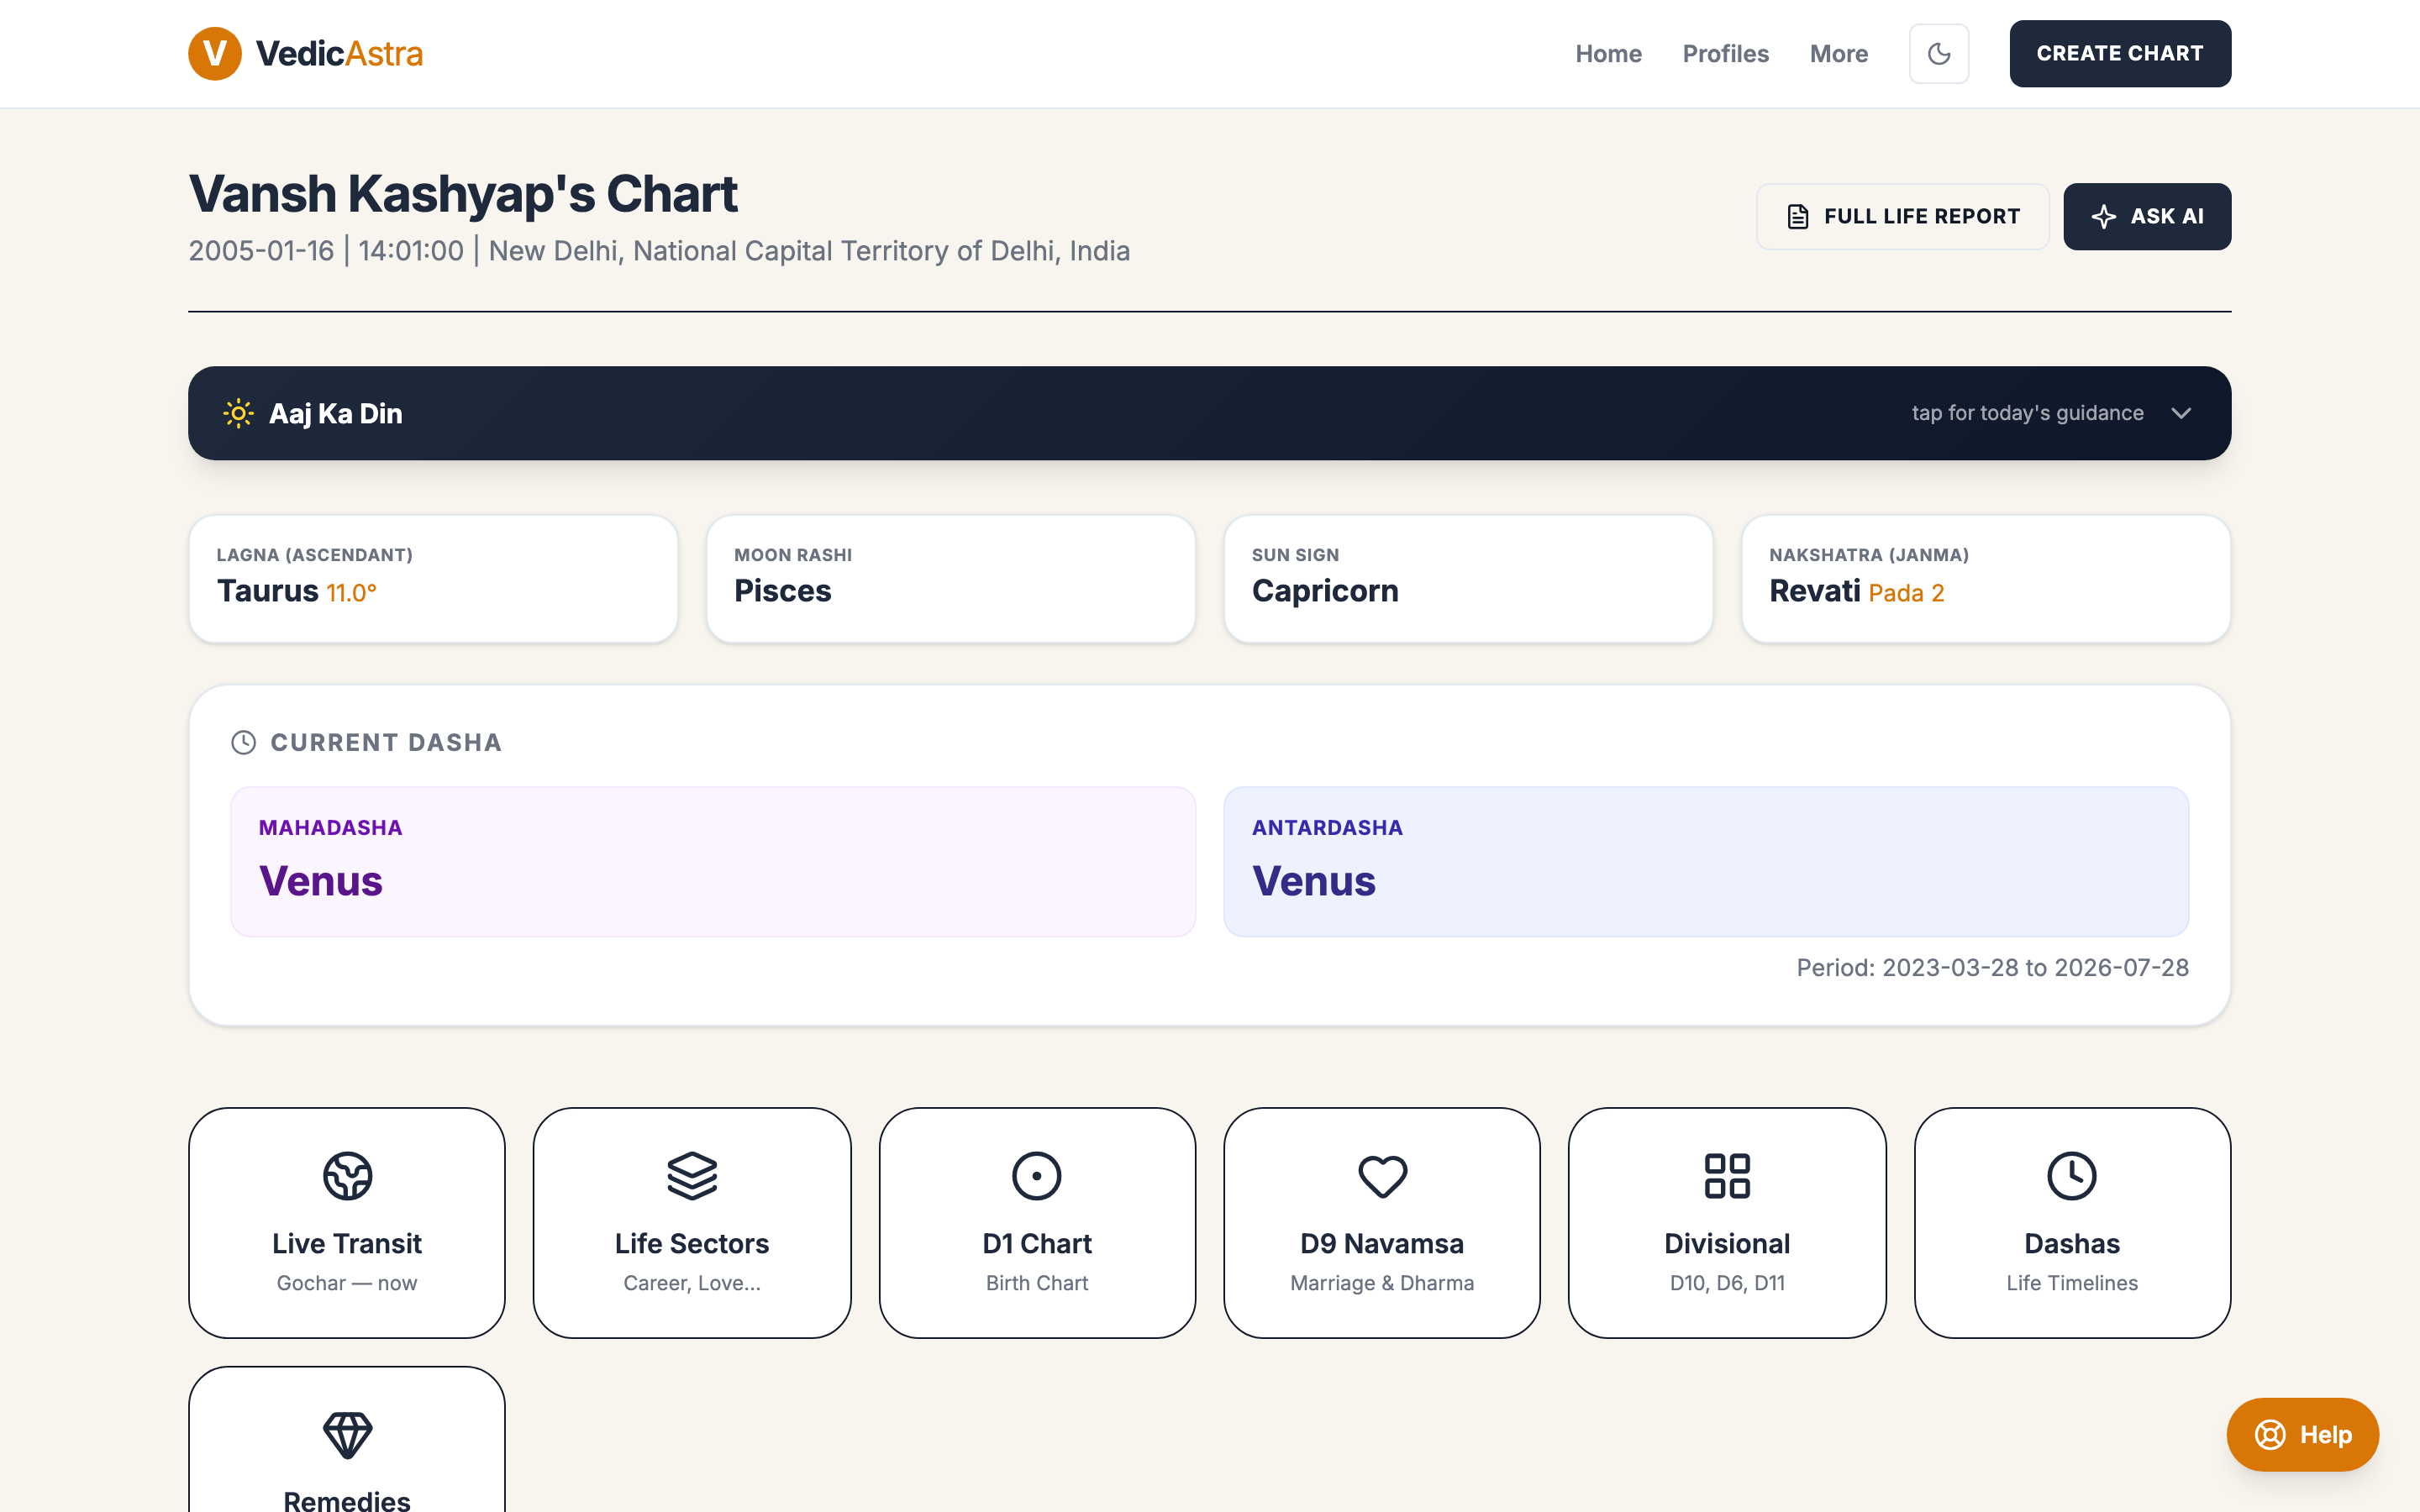 V VedicAstra
Home Profiles More CREATE CHART
Vansh Kashyap's Chart
2005-01-16 | 14:01:00 | New Delhi, National Capital Territory of Delhi, India
FULL LIFE REPORT
ASK AI
Aaj Ka Din
tap for today's guidance
LAGNA (ASCENDANT)
Taurus 11.0°
MOON RASHI
Pisces
SUN SIGN
Capricorn
NAKSHATRA (JANMA)
Revati Pada 2
CURRENT DASHA
MAHADASHA
Venus
ANTARDASHA
Venus
Period: 2023-03-28 to 2026-07-28
Live Transit
Gochar — now
Life Sectors
Career, Love...
D1 Chart
Birth Chart
D9 Navamsa
Marriage & Dharma
Divisional
D10, D6, D11
Dashas
Life Timelines
Remedies
Help